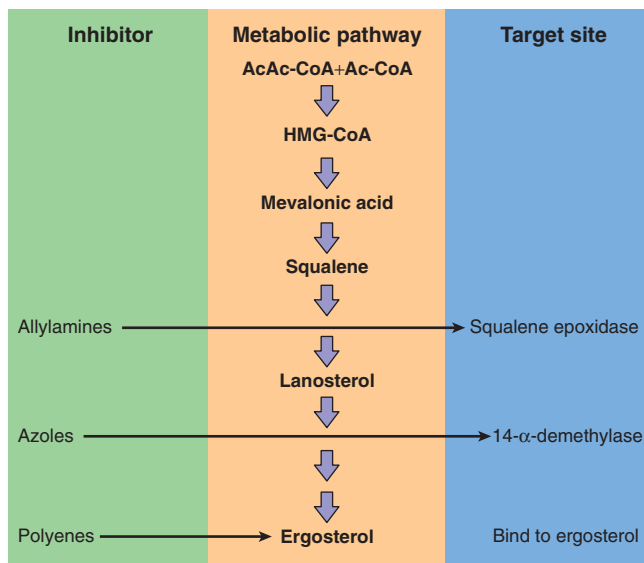 Inhibitor Metabolic pathway Target site
AcAc-CoA+Ac-CoA
HMG-CoA
Mevalonic acid
Squalene
Allylamines Squalene epoxidase
Lanosterol
Azoles 14-α-demethylase
Polyenes Ergosterol Bind to ergosterol